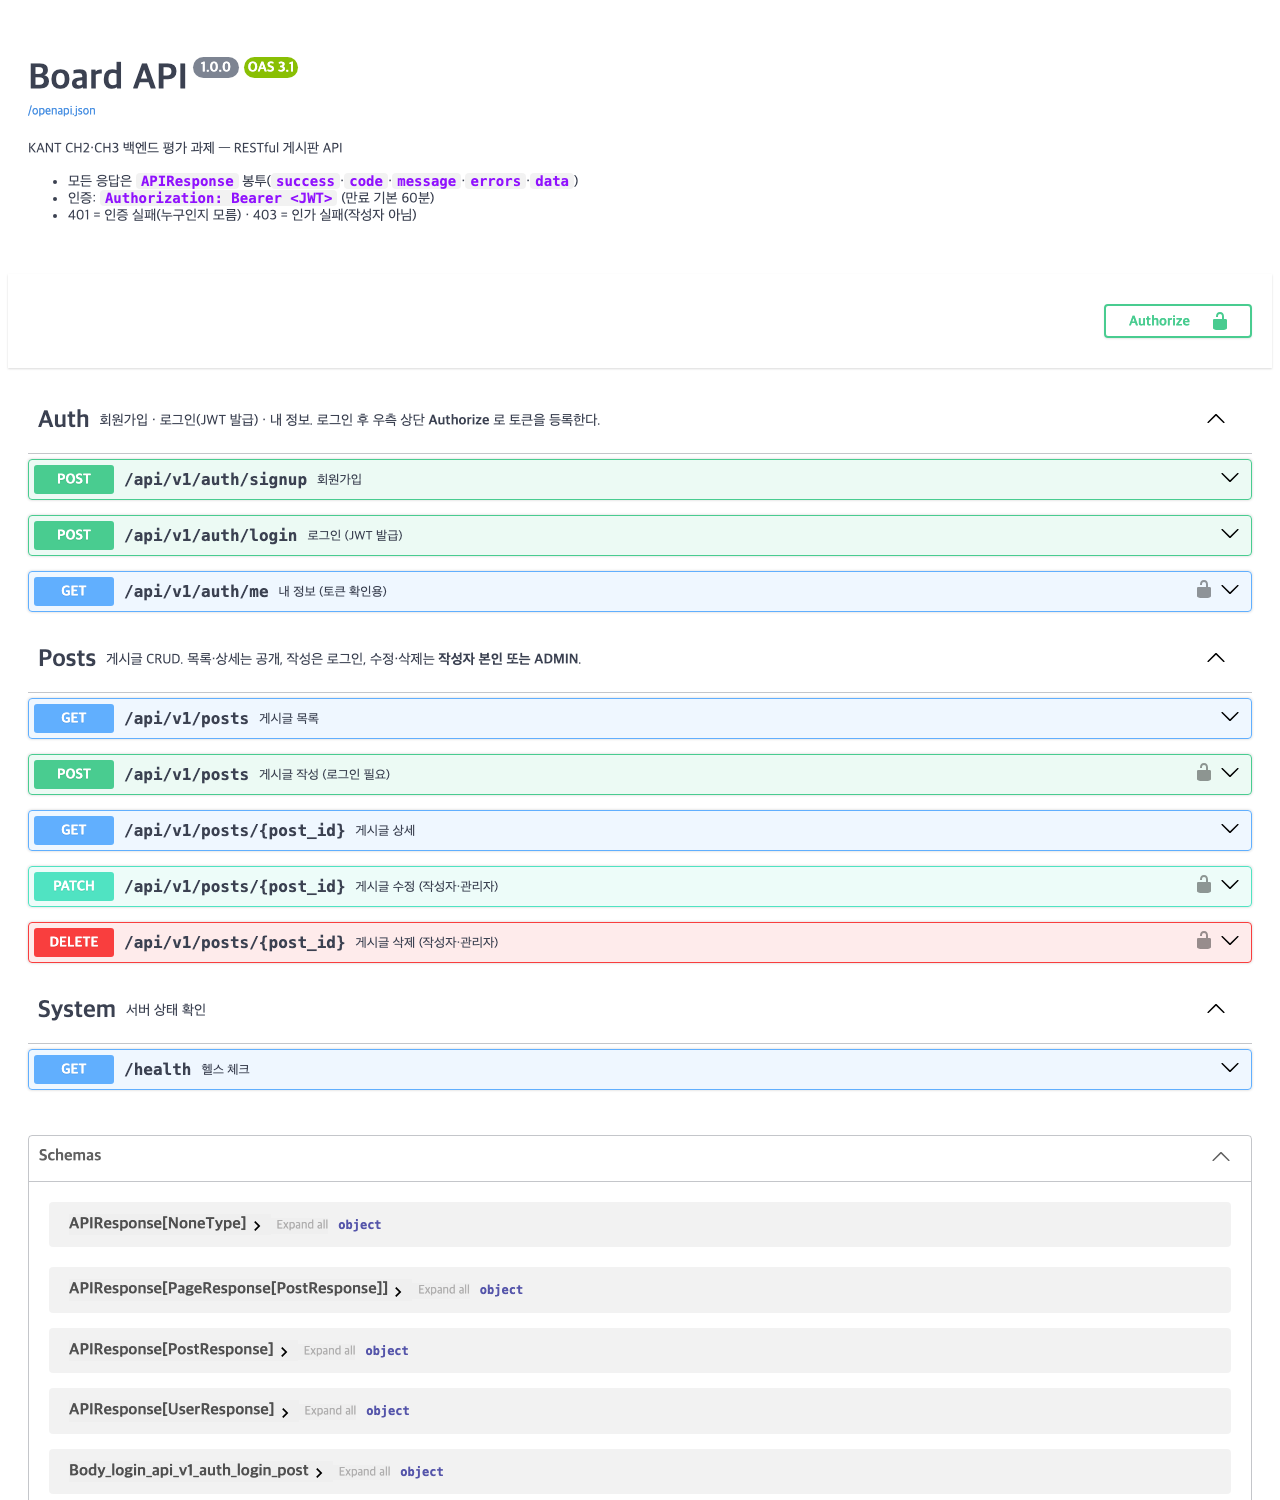 Board API 1.0.0 OAS 3.1
/openapi.json
KANT CH2·CH3 백엔드 평가 과제 — RESTful 게시판 API
모든 응답은 APIResponse 봉투( success · code · message · errors · data )
인증: Authorization: Bearer <JWT> (만료 기본 60분)
401 = 인증 실패(누구인지 모름) · 403 = 인가 실패(작성자 아님)
Authorize
Auth 회원가입 · 로그인(JWT 발급) · 내 정보. 로그인 후 우측 상단 Authorize 로 토큰을 등록한다.
POST /api/v1/auth/signup 회원가입
POST /api/v1/auth/login 로그인 (JWT 발급)
GET /api/v1/auth/me 내 정보 (토큰 확인용)
Posts 게시글 CRUD. 목록·상세는 공개, 작성은 로그인, 수정·삭제는 작성자 본인 또는 ADMIN.
GET /api/v1/posts 게시글 목록
POST /api/v1/posts 게시글 작성 (로그인 필요)
GET /api/v1/posts/{post_id} 게시글 상세
PATCH /api/v1/posts/{post_id} 게시글 수정 (작성자·관리자)
DELETE /api/v1/posts/{post_id} 게시글 삭제 (작성자·관리자)
System 서버 상태 확인
GET /health 헬스 체크
Schemas
APIResponse[NoneType] Expand all object
APIResponse[PageResponse[PostResponse]] Expand all object
APIResponse[PostResponse] Expand all object
APIResponse[UserResponse] Expand all object
Body_login_api_v1_auth_login_post Expand all object